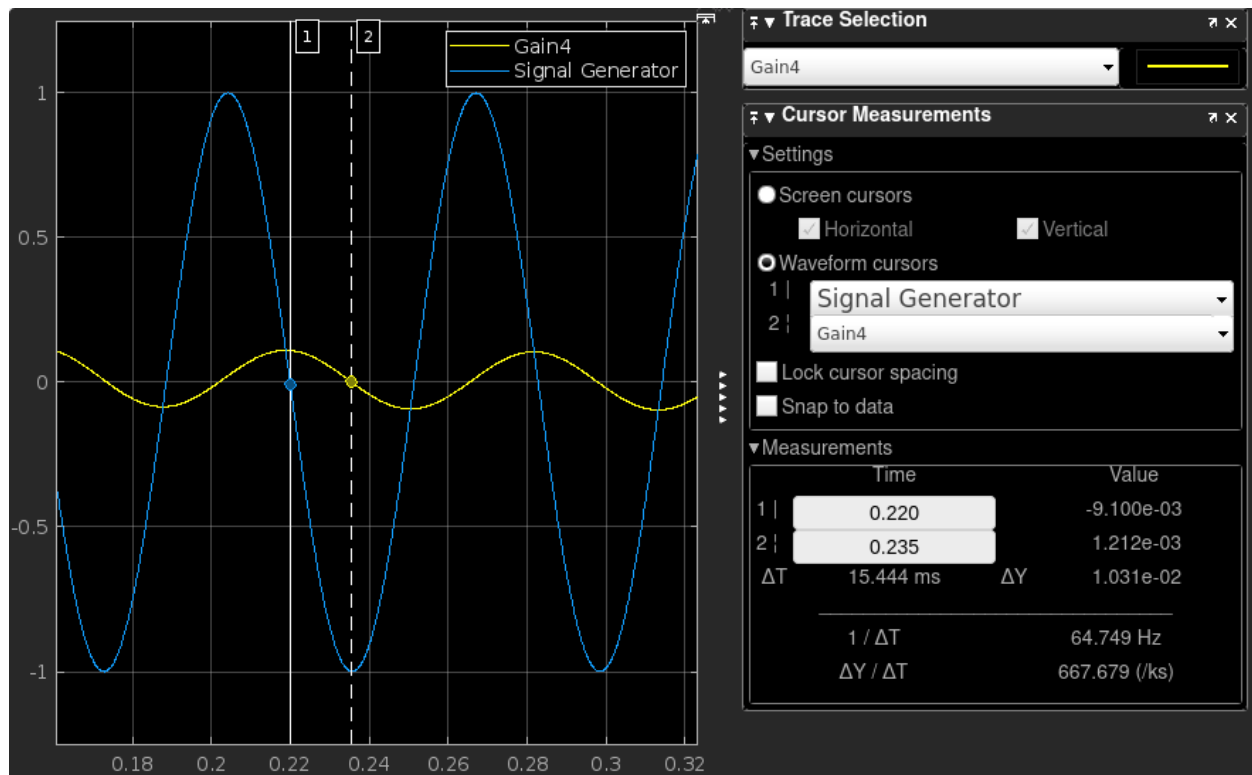 1
2
Gain4
Signal Generator
1
0.5
0
-0.5
-1
0.18 0.2 0.22 0.24 0.26 0.28 0.3 0.32
Trace Selection
Gain4
Cursor Measurements
Settings
Screen cursors
Horizontal Vertical
Waveform cursors
1 | Signal Generator
2 ¦ Gain4
Lock cursor spacing
Snap to data
Measurements
Time Value
1 | 0.220 -9.100e-03
2 ¦ 0.235 1.212e-03
ΔT 15.444 ms ΔY 1.031e-02
1 / ΔT 64.749 Hz
ΔY / ΔT 667.679 (/ks)